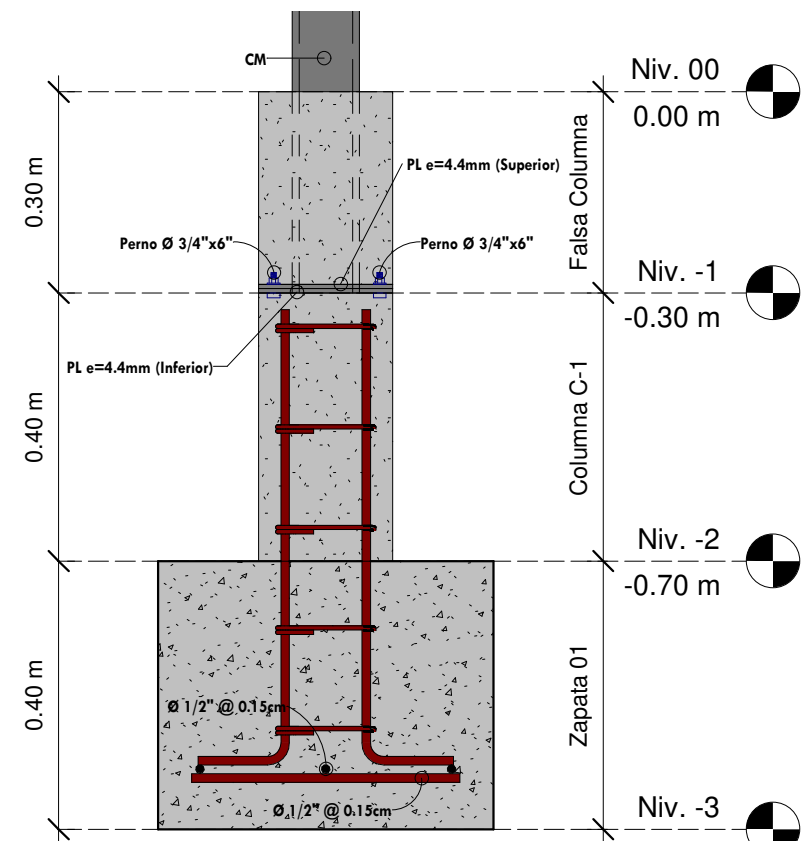 CM
Niv. 00
0.00 m
0.30 m
PL e=4.4mm (Superior)
Falsa Columna
Perno Ø 3/4"x6"
Perno Ø 3/4"x6"
Niv. -1
-0.30 m
PL e=4.4mm (Inferior)
0.40 m
Columna C-1
Niv. -2
-0.70 m
0.40 m
Zapata 01
Ø 1/2" @ 0.15cm
Ø 1/2" @ 0.15cm
Niv. -3